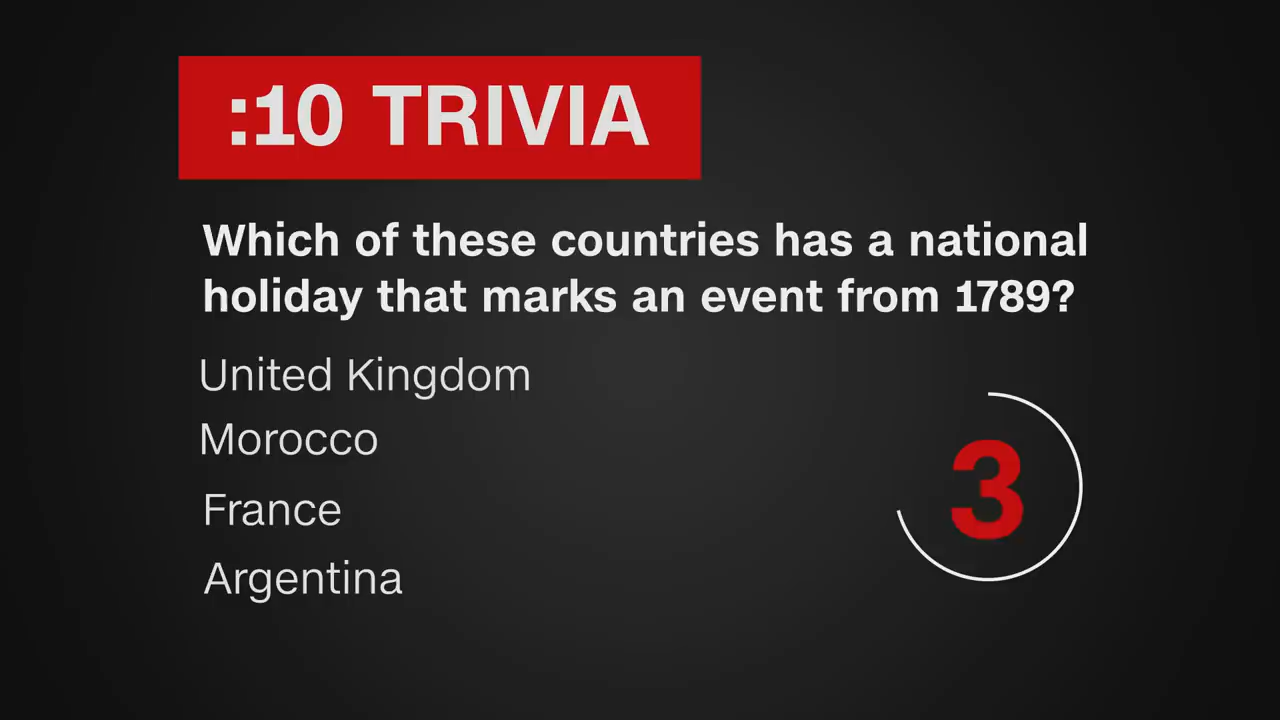 :10 TRIVIA
Which of these countries has a national
holiday that marks an event from 1789?
United Kingdom
Morocco
France
Argentina
3